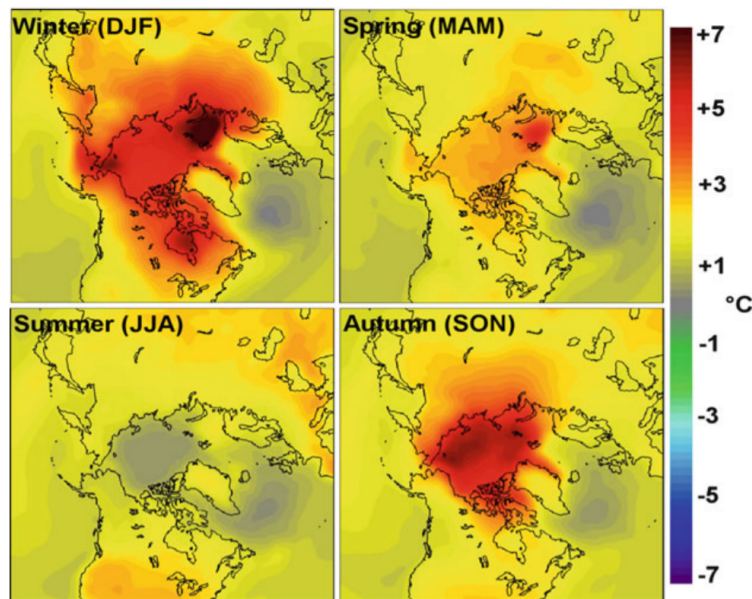 Winter (DJF)
Spring (MAM)
Summer (JJA)
Autumn (SON)
+7
+5
+3
+1
°C
-1
-3
-5
-7